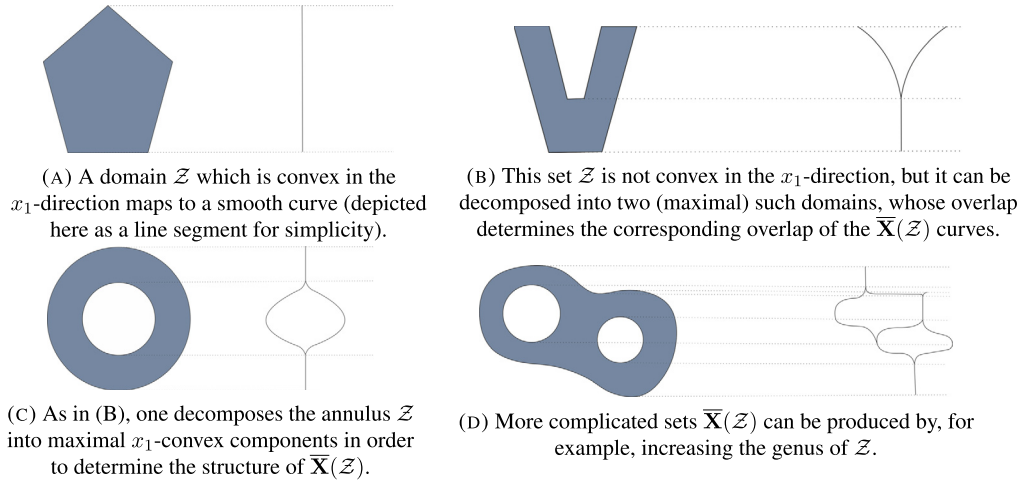 (A) A domain 𝒵 which is convex in the
x₁-direction maps to a smooth curve (depicted
here as a line segment for simplicity).
(B) This set 𝒵 is not convex in the x₁-direction, but it can be
decomposed into two (maximal) such domains, whose overlap
determines the corresponding overlap of the X̅(𝒵) curves.
(C) As in (B), one decomposes the annulus 𝒵
into maximal x₁-convex components in order
to determine the structure of X̅(𝒵).
(D) More complicated sets X̅(𝒵) can be produced by, for
example, increasing the genus of 𝒵.